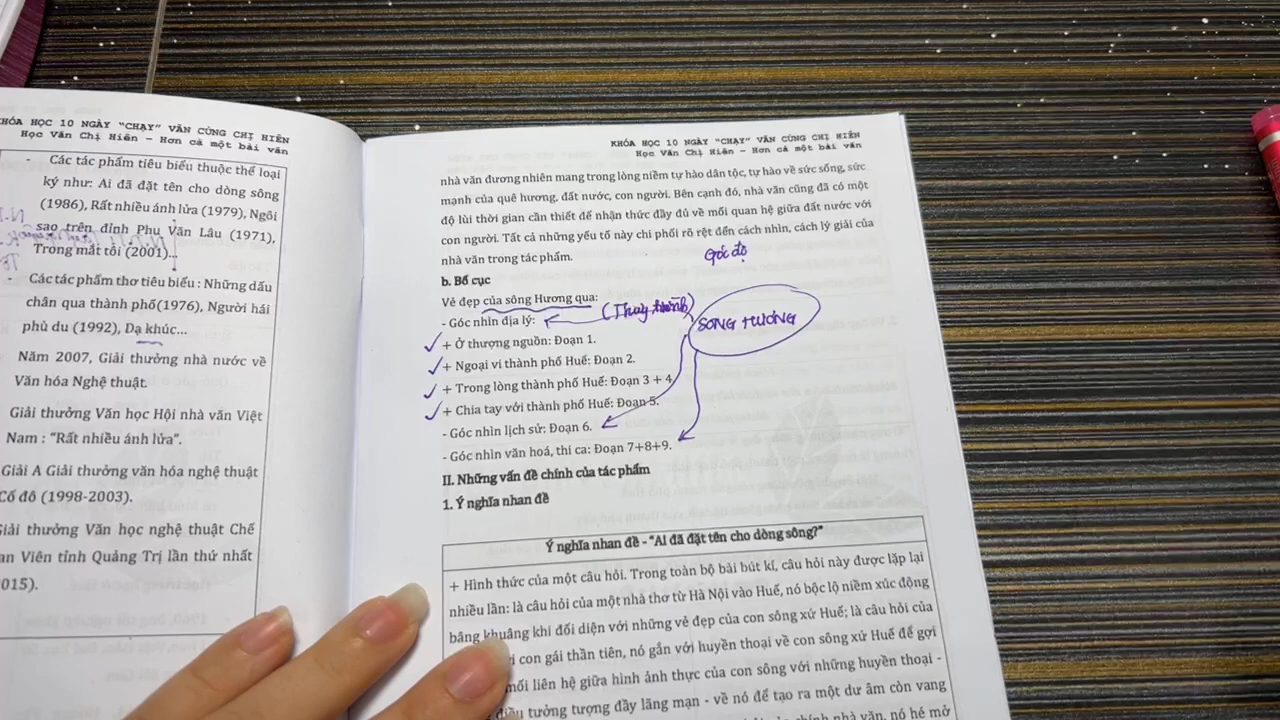 KHÓA HỌC 10 NGÀY "CHẠY" VĂN CÙNG CHỊ HIÊN
Học Văn Chị Hiên – Hơn cả một bài văn
- Các tác phẩm tiêu biểu thuộc thể loại
ký như: Ai đã đặt tên cho dòng sông
(1986), Rất nhiều ánh lửa (1979), Ngôi
sao trên đỉnh Phu Văn Lâu (1971),
Trong mắt tôi (2001)...
- Các tác phẩm thơ tiêu biểu : Những dấu
chân qua thành phố(1976), Người hái
phù du (1992), Dạ khúc...
Năm 2007, Giải thưởng nhà nước về
Văn hóa Nghệ thuật.
Giải thưởng Văn học Hội nhà văn Việt
Nam : "Rất nhiều ánh lửa".
Giải A Giải thưởng văn hóa nghệ thuật
Cố đô (1998-2003).
Giải thưởng Văn học nghệ thuật Chế
Lan Viên tỉnh Quảng Trị lần thứ nhất
KHÓA HỌC 10 NGÀY "CHẠY" VĂN CÙNG CHỊ HIÊN
Học Văn Chị Hiên – Hơn cả một bài văn
nhà văn đương nhiên mang trong lòng niềm tự hào dân tộc, tự hào về sức sống, sức
mạnh của quê hương, đất nước, con người. Bên cạnh đó, nhà văn cũng đã có một
độ lùi thời gian cần thiết để nhận thức đầy đủ về mối quan hệ giữa đất nước với
con người. Tất cả những yếu tố này chi phối rõ rệt đến cách nhìn, cách lý giải của
nhà văn trong tác phẩm.
Góc độ
b. Bố cục
Vẻ đẹp của sông Hương qua:
- Góc nhìn địa lý: (Thuỷ trình)
SÔNG HƯƠNG
+ Ở thượng nguồn: Đoạn 1.
+ Ngoại ví thành phố Huế: Đoạn 2.
+ Trong lòng thành phố Huế: Đoạn 3 + 4
+ Chia tay với thành phố Huế: Đoạn 5.
- Góc nhìn lịch sử: Đoạn 6.
- Góc nhìn văn hoá, thi ca: Đoạn 7+8+9.
II. Những vấn đề chính của tác phẩm
1. Ý nghĩa nhan đề
Ý nghĩa nhan đề - "Ai đã đặt tên cho dòng sông?"
+ Hình thức của một câu hỏi. Trong toàn bộ bài bút kí, câu hỏi này được lặp lại
nhiều lần: là câu hỏi của một nhà thơ từ Hà Nội vào Huế, nó bộc lộ niềm xúc động
bâng khuâng khi đối diện với những vẻ đẹp của con sông xứ Huế; là câu hỏi của
con gái thần tiên, nó gắn với huyền thoại về con sông xứ Huế để gợi
mối liên hệ giữa hình ảnh thực của con sông với những huyền thoại -
điều tưởng tượng đầy lãng mạn - về nó để tạo ra một dư âm còn vang
chính nhà văn, nó hé mở